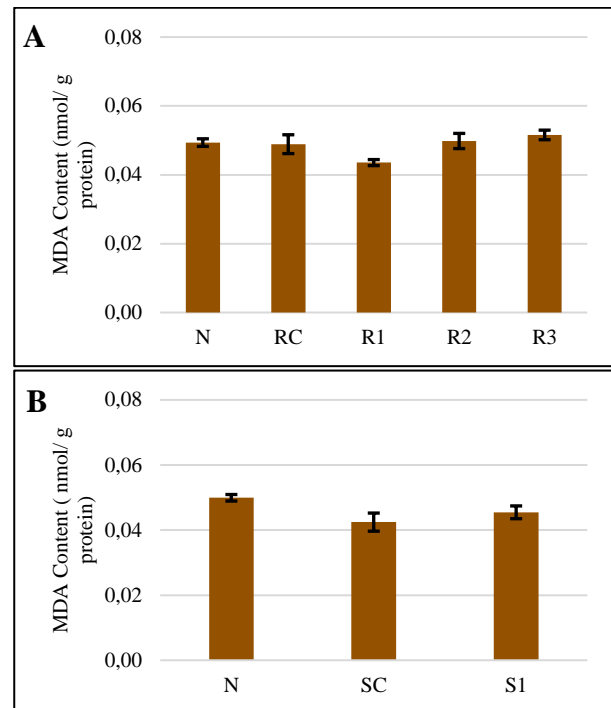 A
MDA Content (nmol/ g
protein)
0,08
0,06
0,04
0,02
0,00
N RC R1 R2 R3
B
MDA Content ( nmol/ g
protein)
0,08
0,06
0,04
0,02
0,00
N SC S1